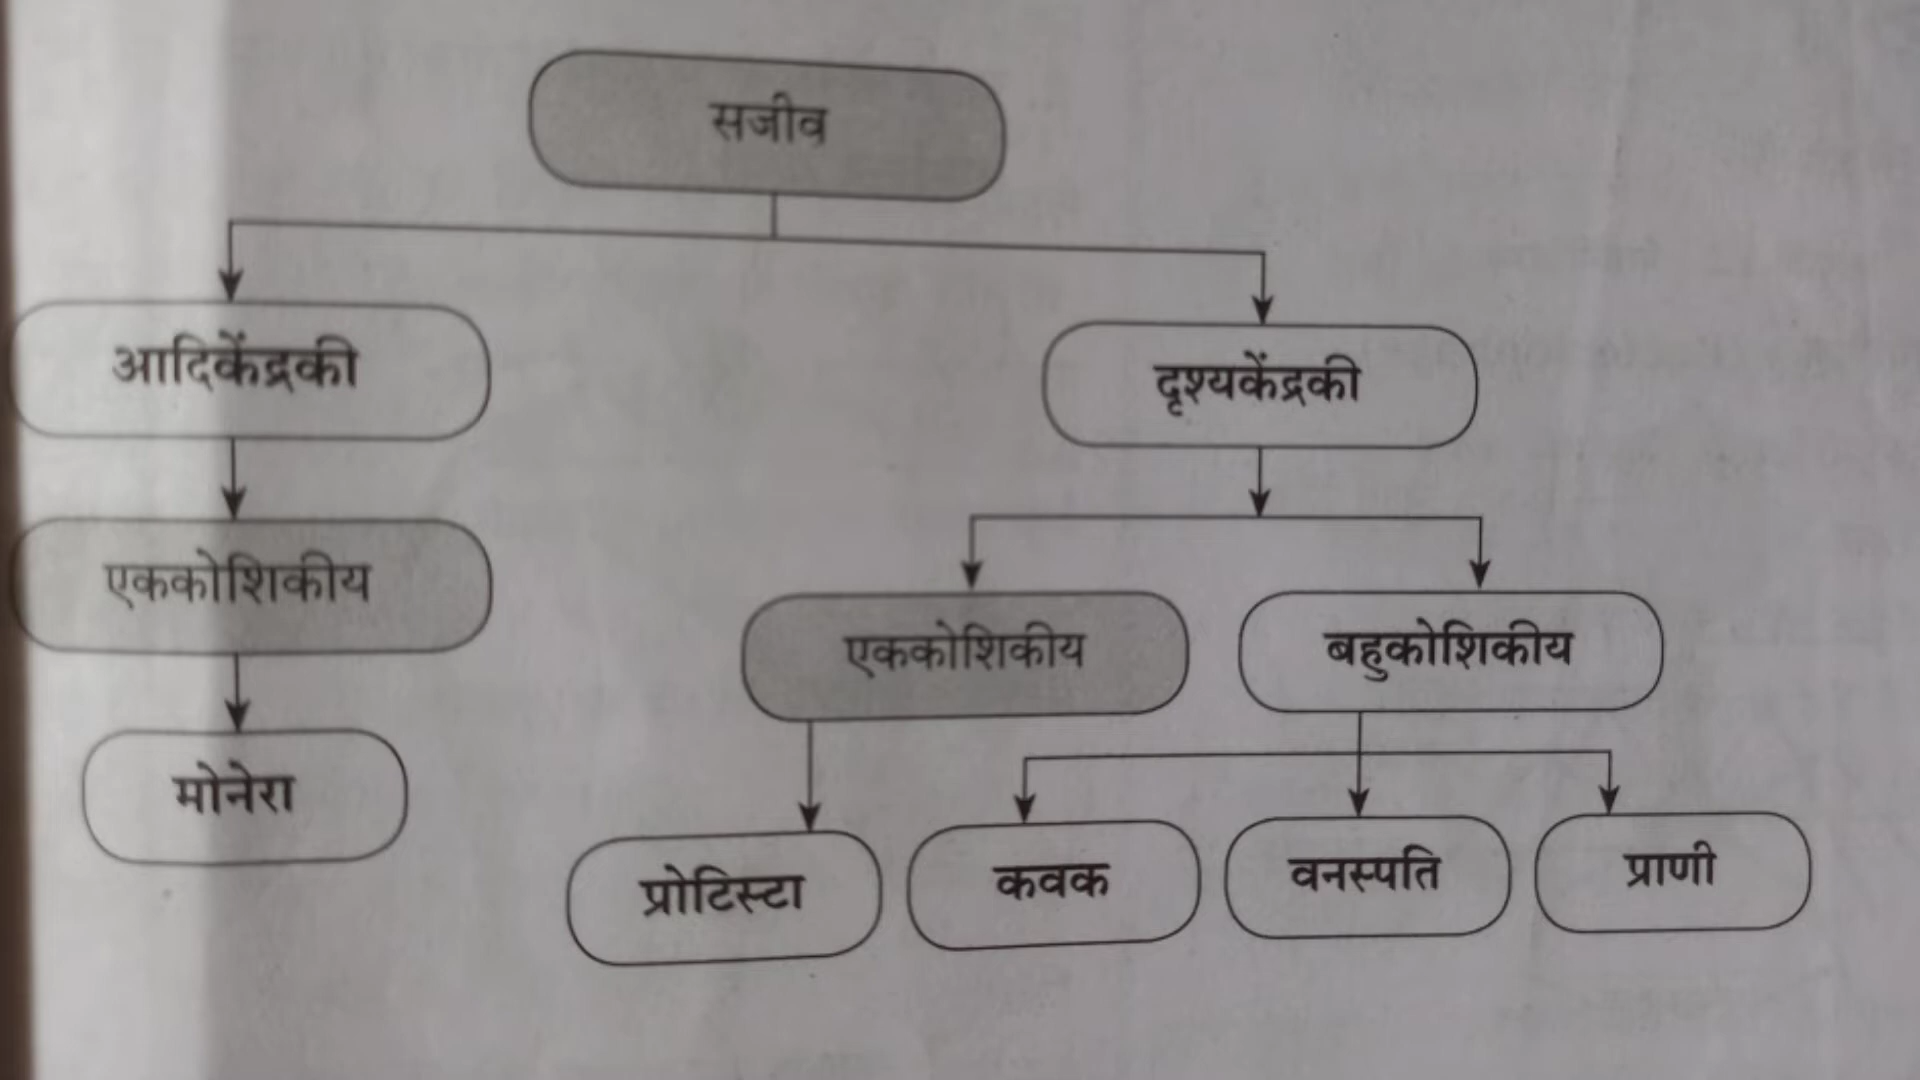 सजीव
आदिकेंद्रकी
दृश्यकेंद्रकी
एककोशिकीय
एककोशिकीय
बहुकोशिकीय
मोनेरा
प्रोटिस्टा
कवक
वनस्पति
प्राणी